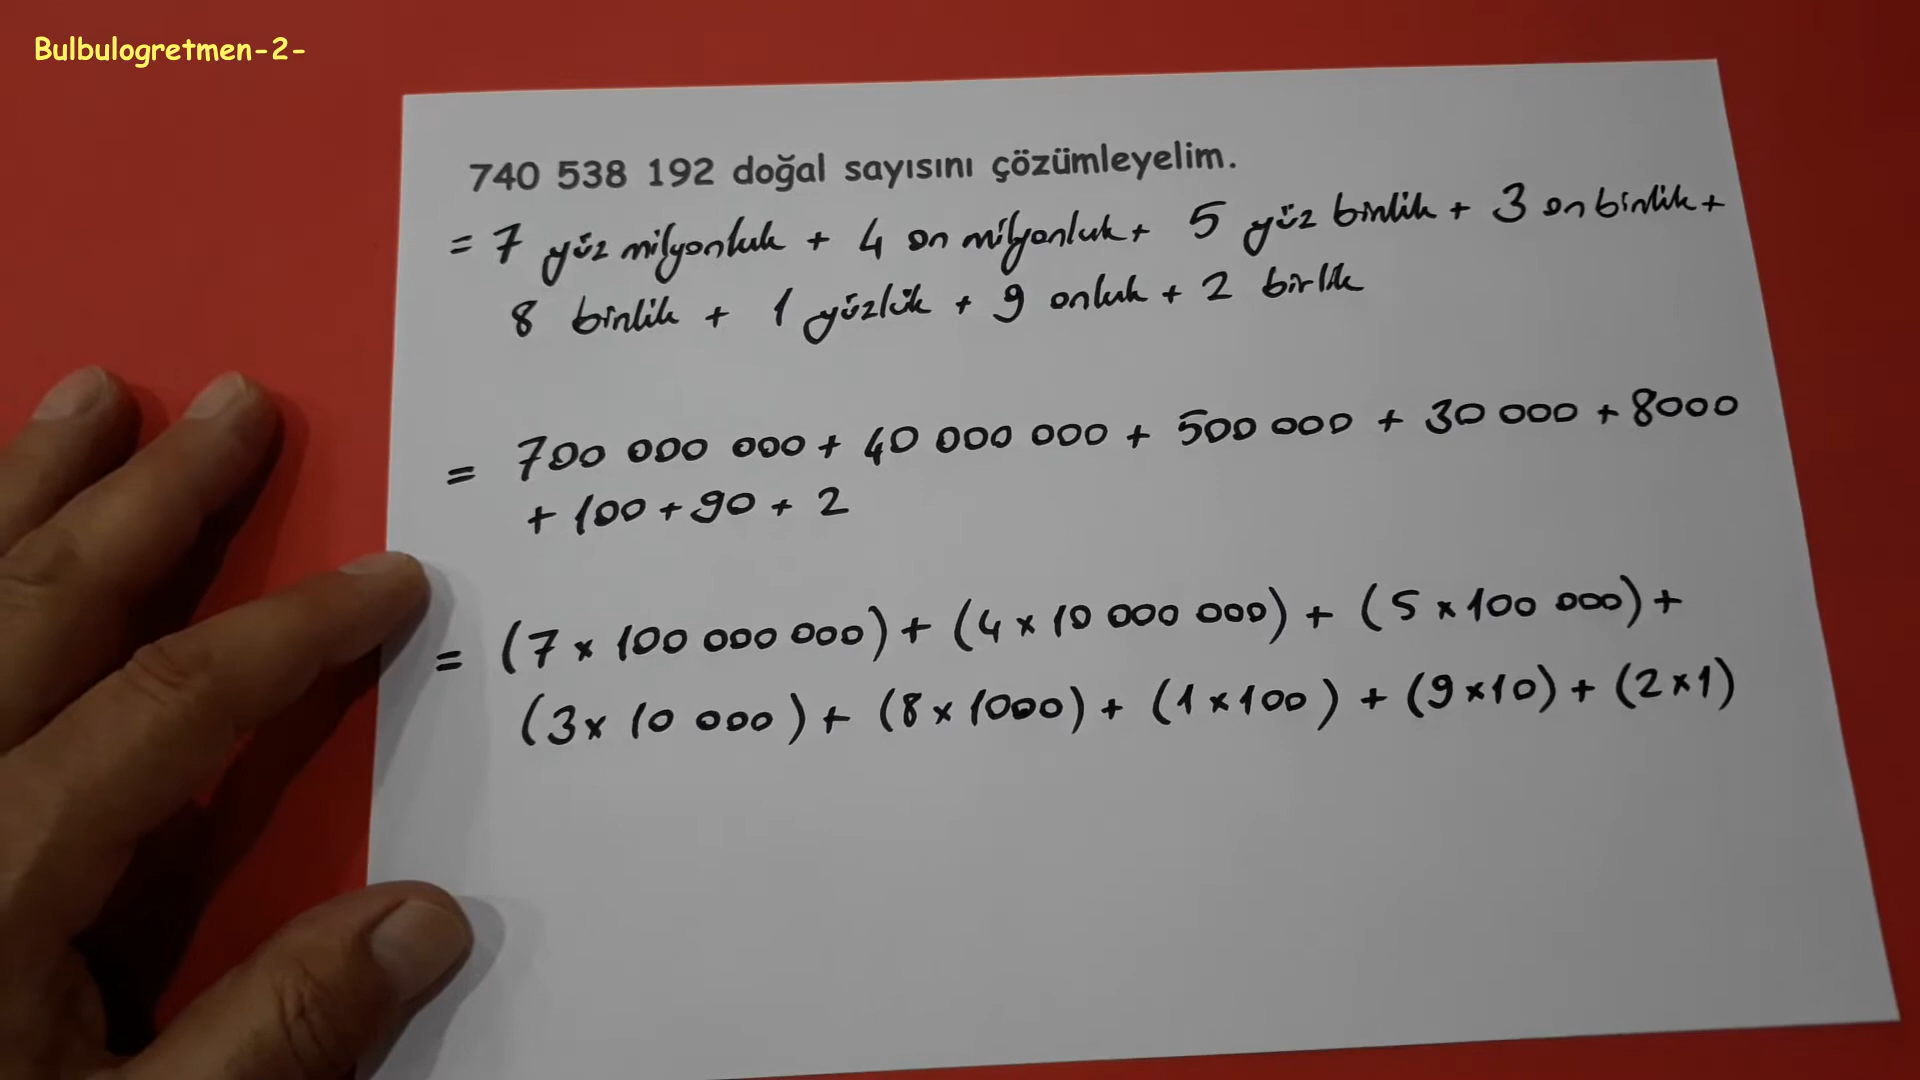 Bulbulogretmen-2-
740 538 192 doğal sayısını çözümleyelim.
= 7 yüz milyonluk + 4 on milyonluk + 5 yüz binlik + 3 on binlik +
8 binlik + 1 yüzlük + 9 onluk + 2 birlik
= 700 000 000 + 40 000 000 + 500 000 + 30 000 + 8000
+ 100 + 90 + 2
= (7 x 100 000 000) + (4 x 10 000 000) + (5 x 100 000) +
(3 x 10 000) + (8 x 1000) + (1 x 100) + (9 x 10) + (2 x 1)